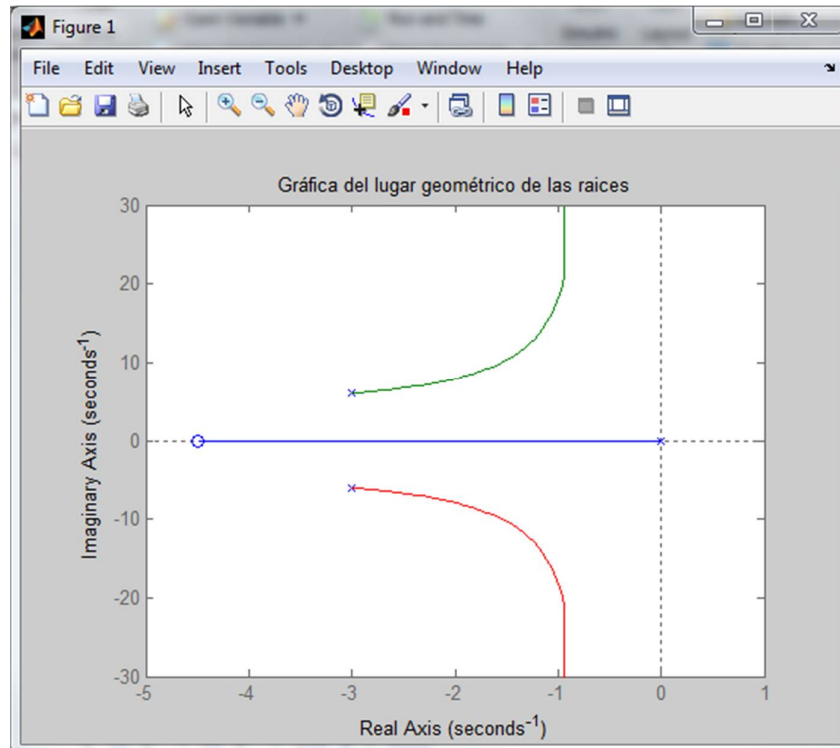 Figure 1
File Edit View Insert Tools Desktop Window Help
Gráfica del lugar geométrico de las raices
30
20
10
0
-10
-20
-30
-5 -4 -3 -2 -1 0 1
Imaginary Axis (seconds⁻¹)
Real Axis (seconds⁻¹)